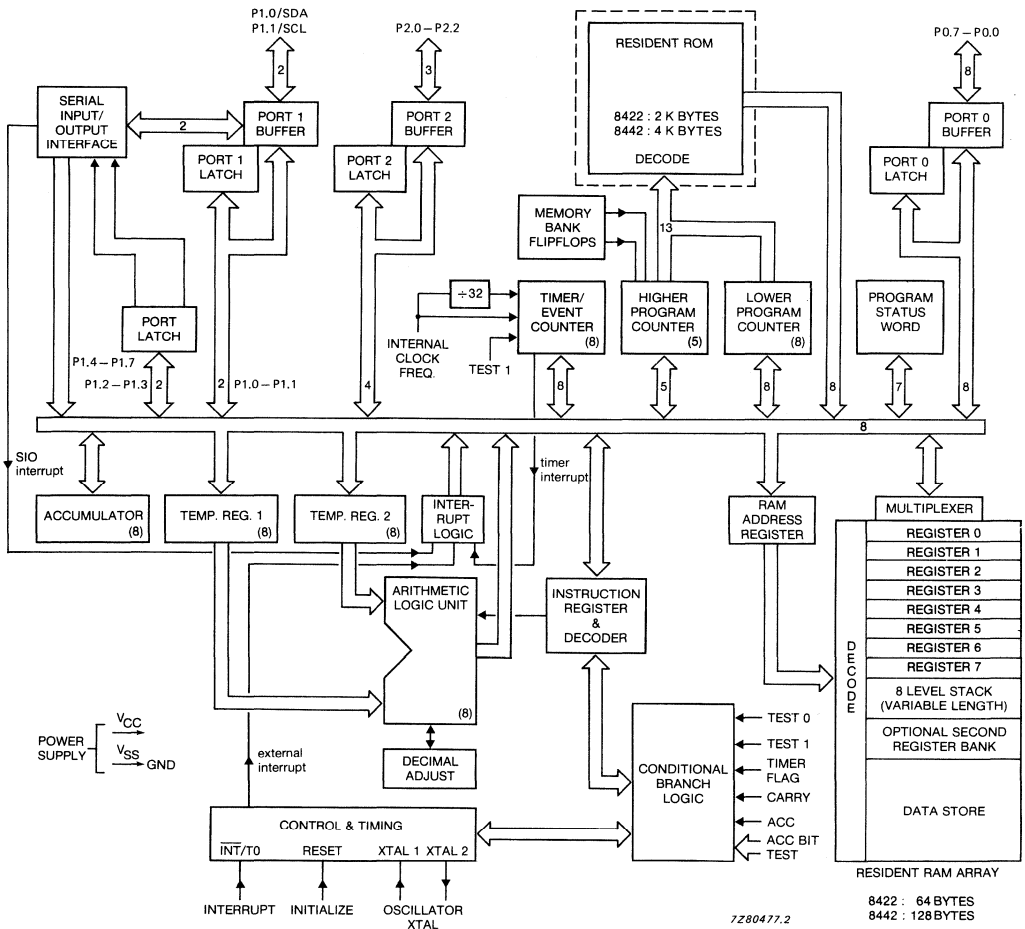 P1.0/SDA
P1.1/SCL
P2.0–P2.2
P0.7–P0.0
2
3
8
RESIDENT ROM
8422 : 2 K BYTES
8442 : 4 K BYTES
DECODE
SERIAL
INPUT/
OUTPUT
INTERFACE
2
PORT 1
BUFFER
PORT 1
LATCH
PORT 2
BUFFER
PORT 2
LATCH
PORT 0
BUFFER
PORT 0
LATCH
MEMORY
BANK
FLIPFLOPS
13
÷32
TIMER/
EVENT
COUNTER
(8)
HIGHER
PROGRAM
COUNTER
(5)
LOWER
PROGRAM
COUNTER
(8)
PROGRAM
STATUS
WORD
PORT
LATCH
INTERNAL
CLOCK
FREQ.
TEST 1
P1.4–P1.7
P1.2–P1.3
2
2
P1.0–P1.1
4
8
5
8
8
7
8
8
SIO
interrupt
timer
interrupt
ACCUMULATOR
(8)
TEMP. REG. 1
(8)
TEMP. REG. 2
(8)
INTER-
RUPT
LOGIC
RAM
ADDRESS
REGISTER
MULTIPLEXER
REGISTER 0
REGISTER 1
REGISTER 2
REGISTER 3
REGISTER 4
REGISTER 5
REGISTER 6
REGISTER 7
8 LEVEL STACK
(VARIABLE LENGTH)
OPTIONAL SECOND
REGISTER BANK
DATA STORE
DECODE
ARITHMETIC
LOGIC UNIT
(8)
INSTRUCTION
REGISTER
&
DECODER
DECIMAL
ADJUST
POWER
SUPPLY
VCC
VSS
GND
external
interrupt
CONDITIONAL
BRANCH
LOGIC
TEST 0
TEST 1
TIMER
FLAG
CARRY
ACC
ACC BIT
TEST
CONTROL & TIMING
INT/T0
RESET
XTAL 1
XTAL 2
INTERRUPT
INITIALIZE
OSCILLATOR
XTAL
RESIDENT RAM ARRAY
8422 : 64 BYTES
8442 : 128 BYTES
7Z80477.2